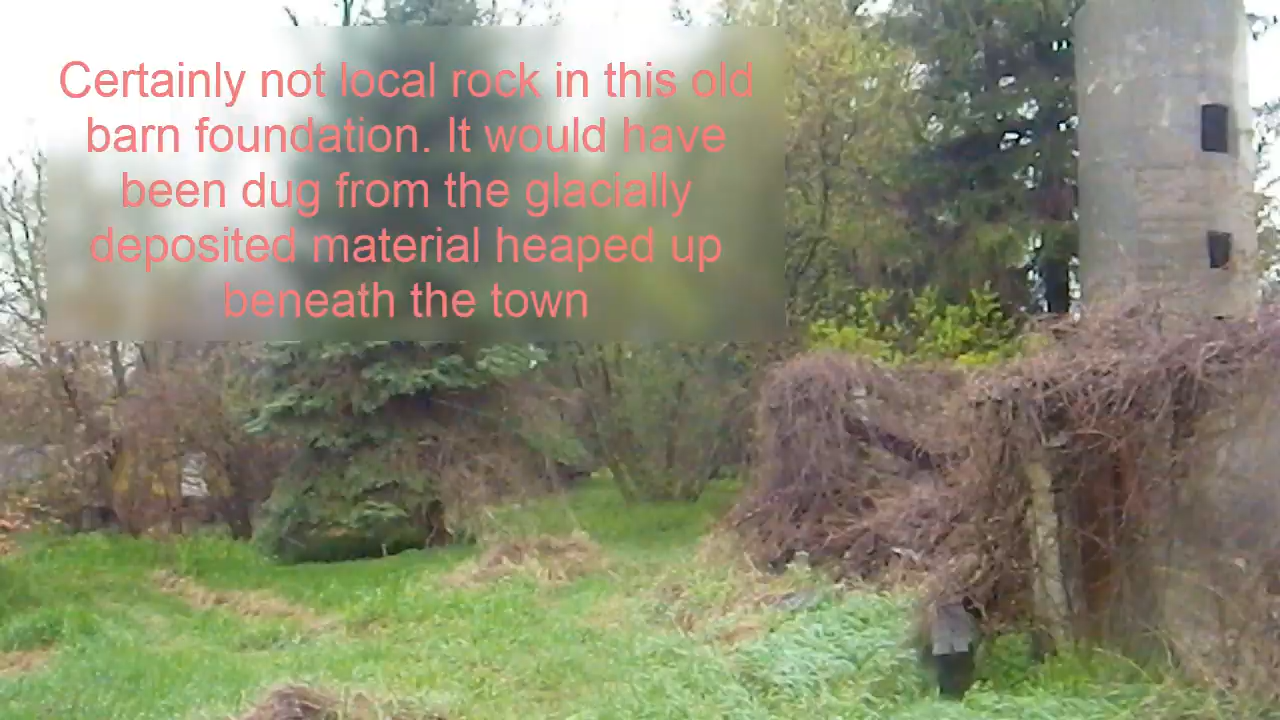 Certainly not local rock in this old
barn foundation. It would have
been dug from the glacially
deposited material heaped up
beneath the town